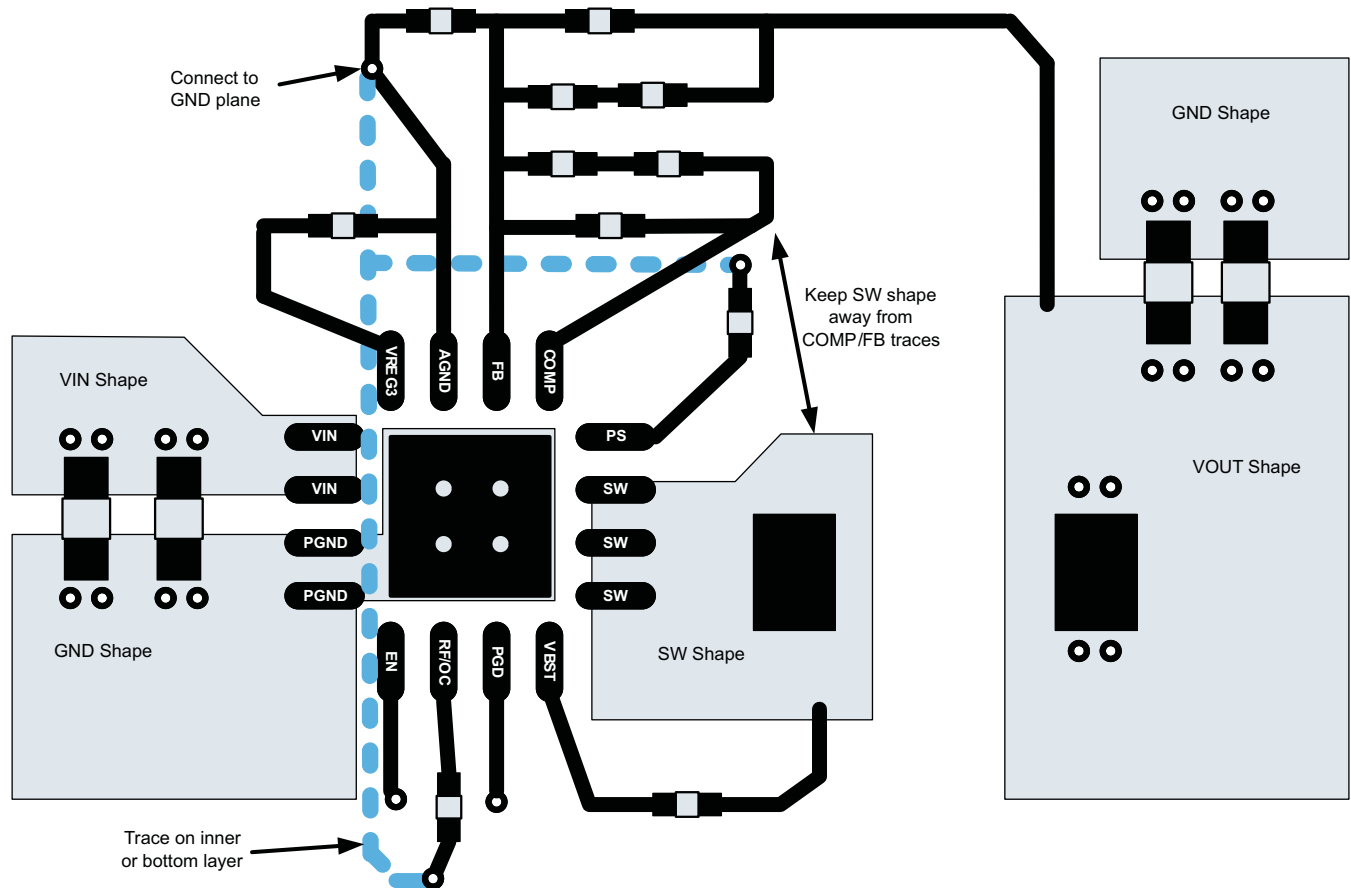 Connect to
GND plane
GND Shape
Keep SW shape
away from
COMP/FB traces
VREG3
AGND
FB
COMP
VIN Shape
VIN
PS
VIN
SW
VOUT Shape
PGND
SW
PGND
SW
GND Shape
EN
RF/OC
PGD
VBST
SW Shape
Trace on inner
or bottom layer